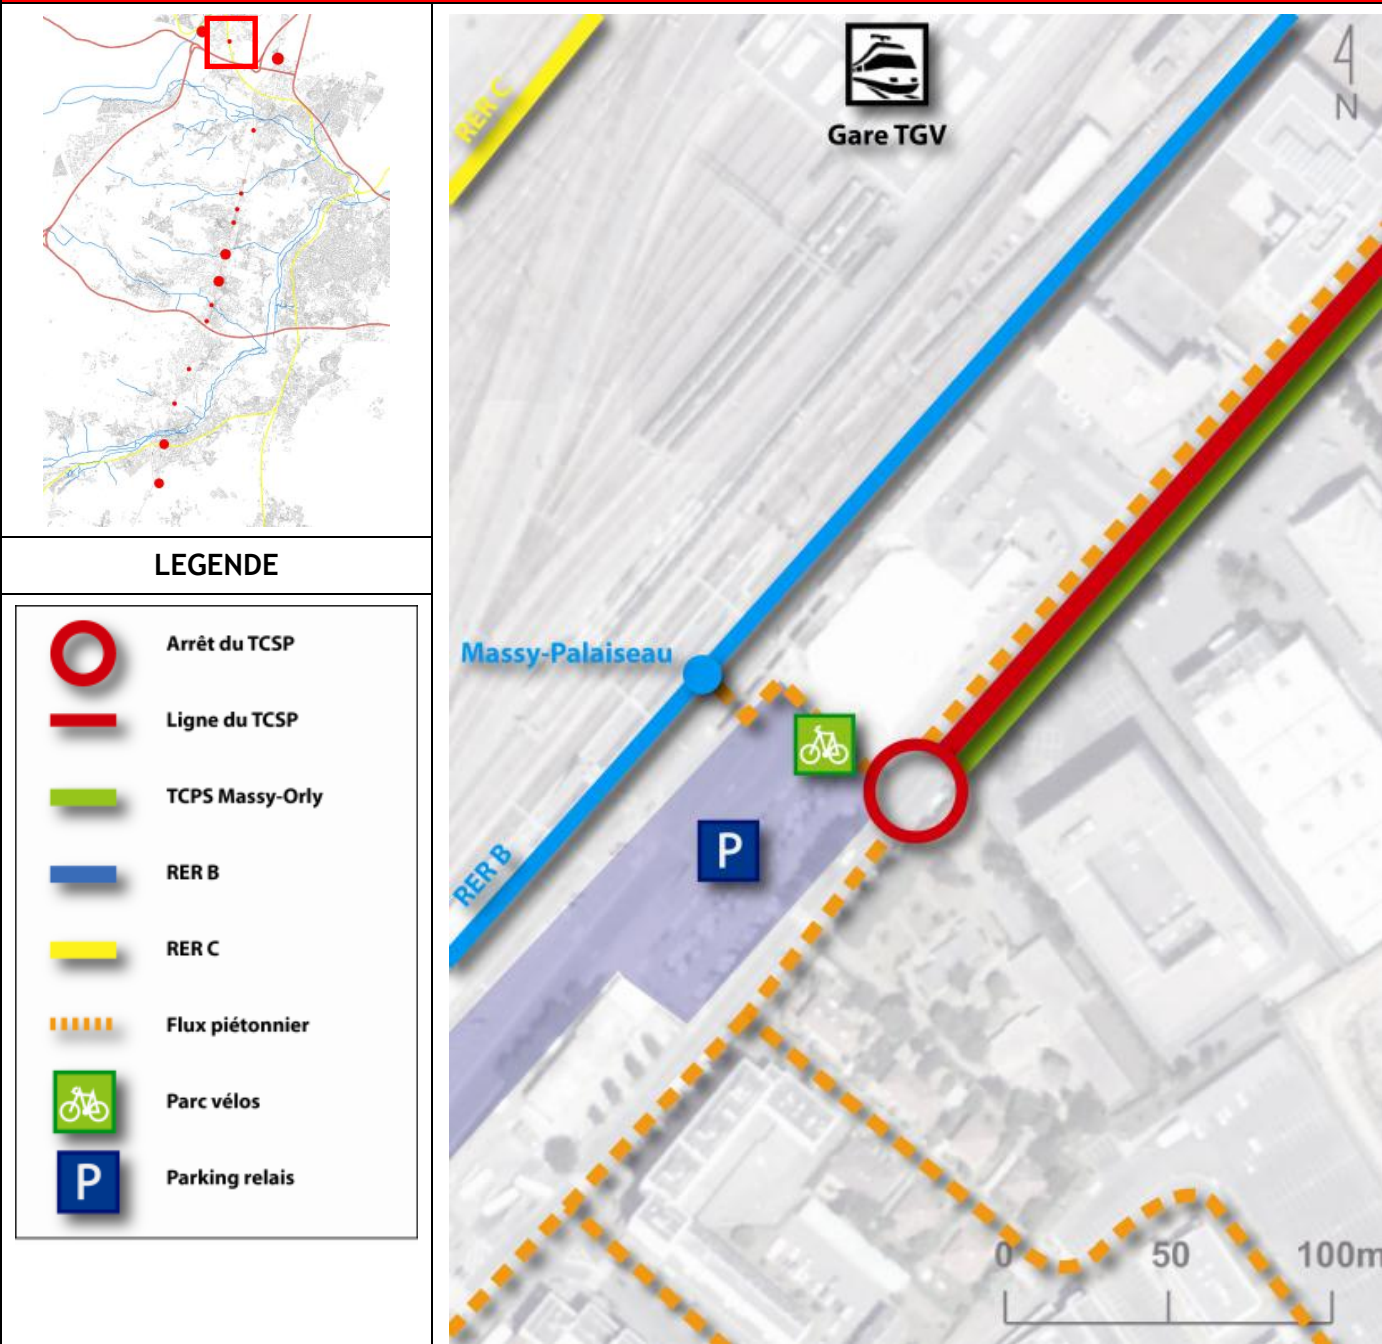 LEGENDE
Arrêt du TCSP
Ligne du TCSP
TCPS Massy-Orly
RER B
RER C
Flux piétonnier
Parc vélos
P
Parking relais
RER C
Gare TGV
N
Massy-Palaiseau
RER B
P
0 50 100m